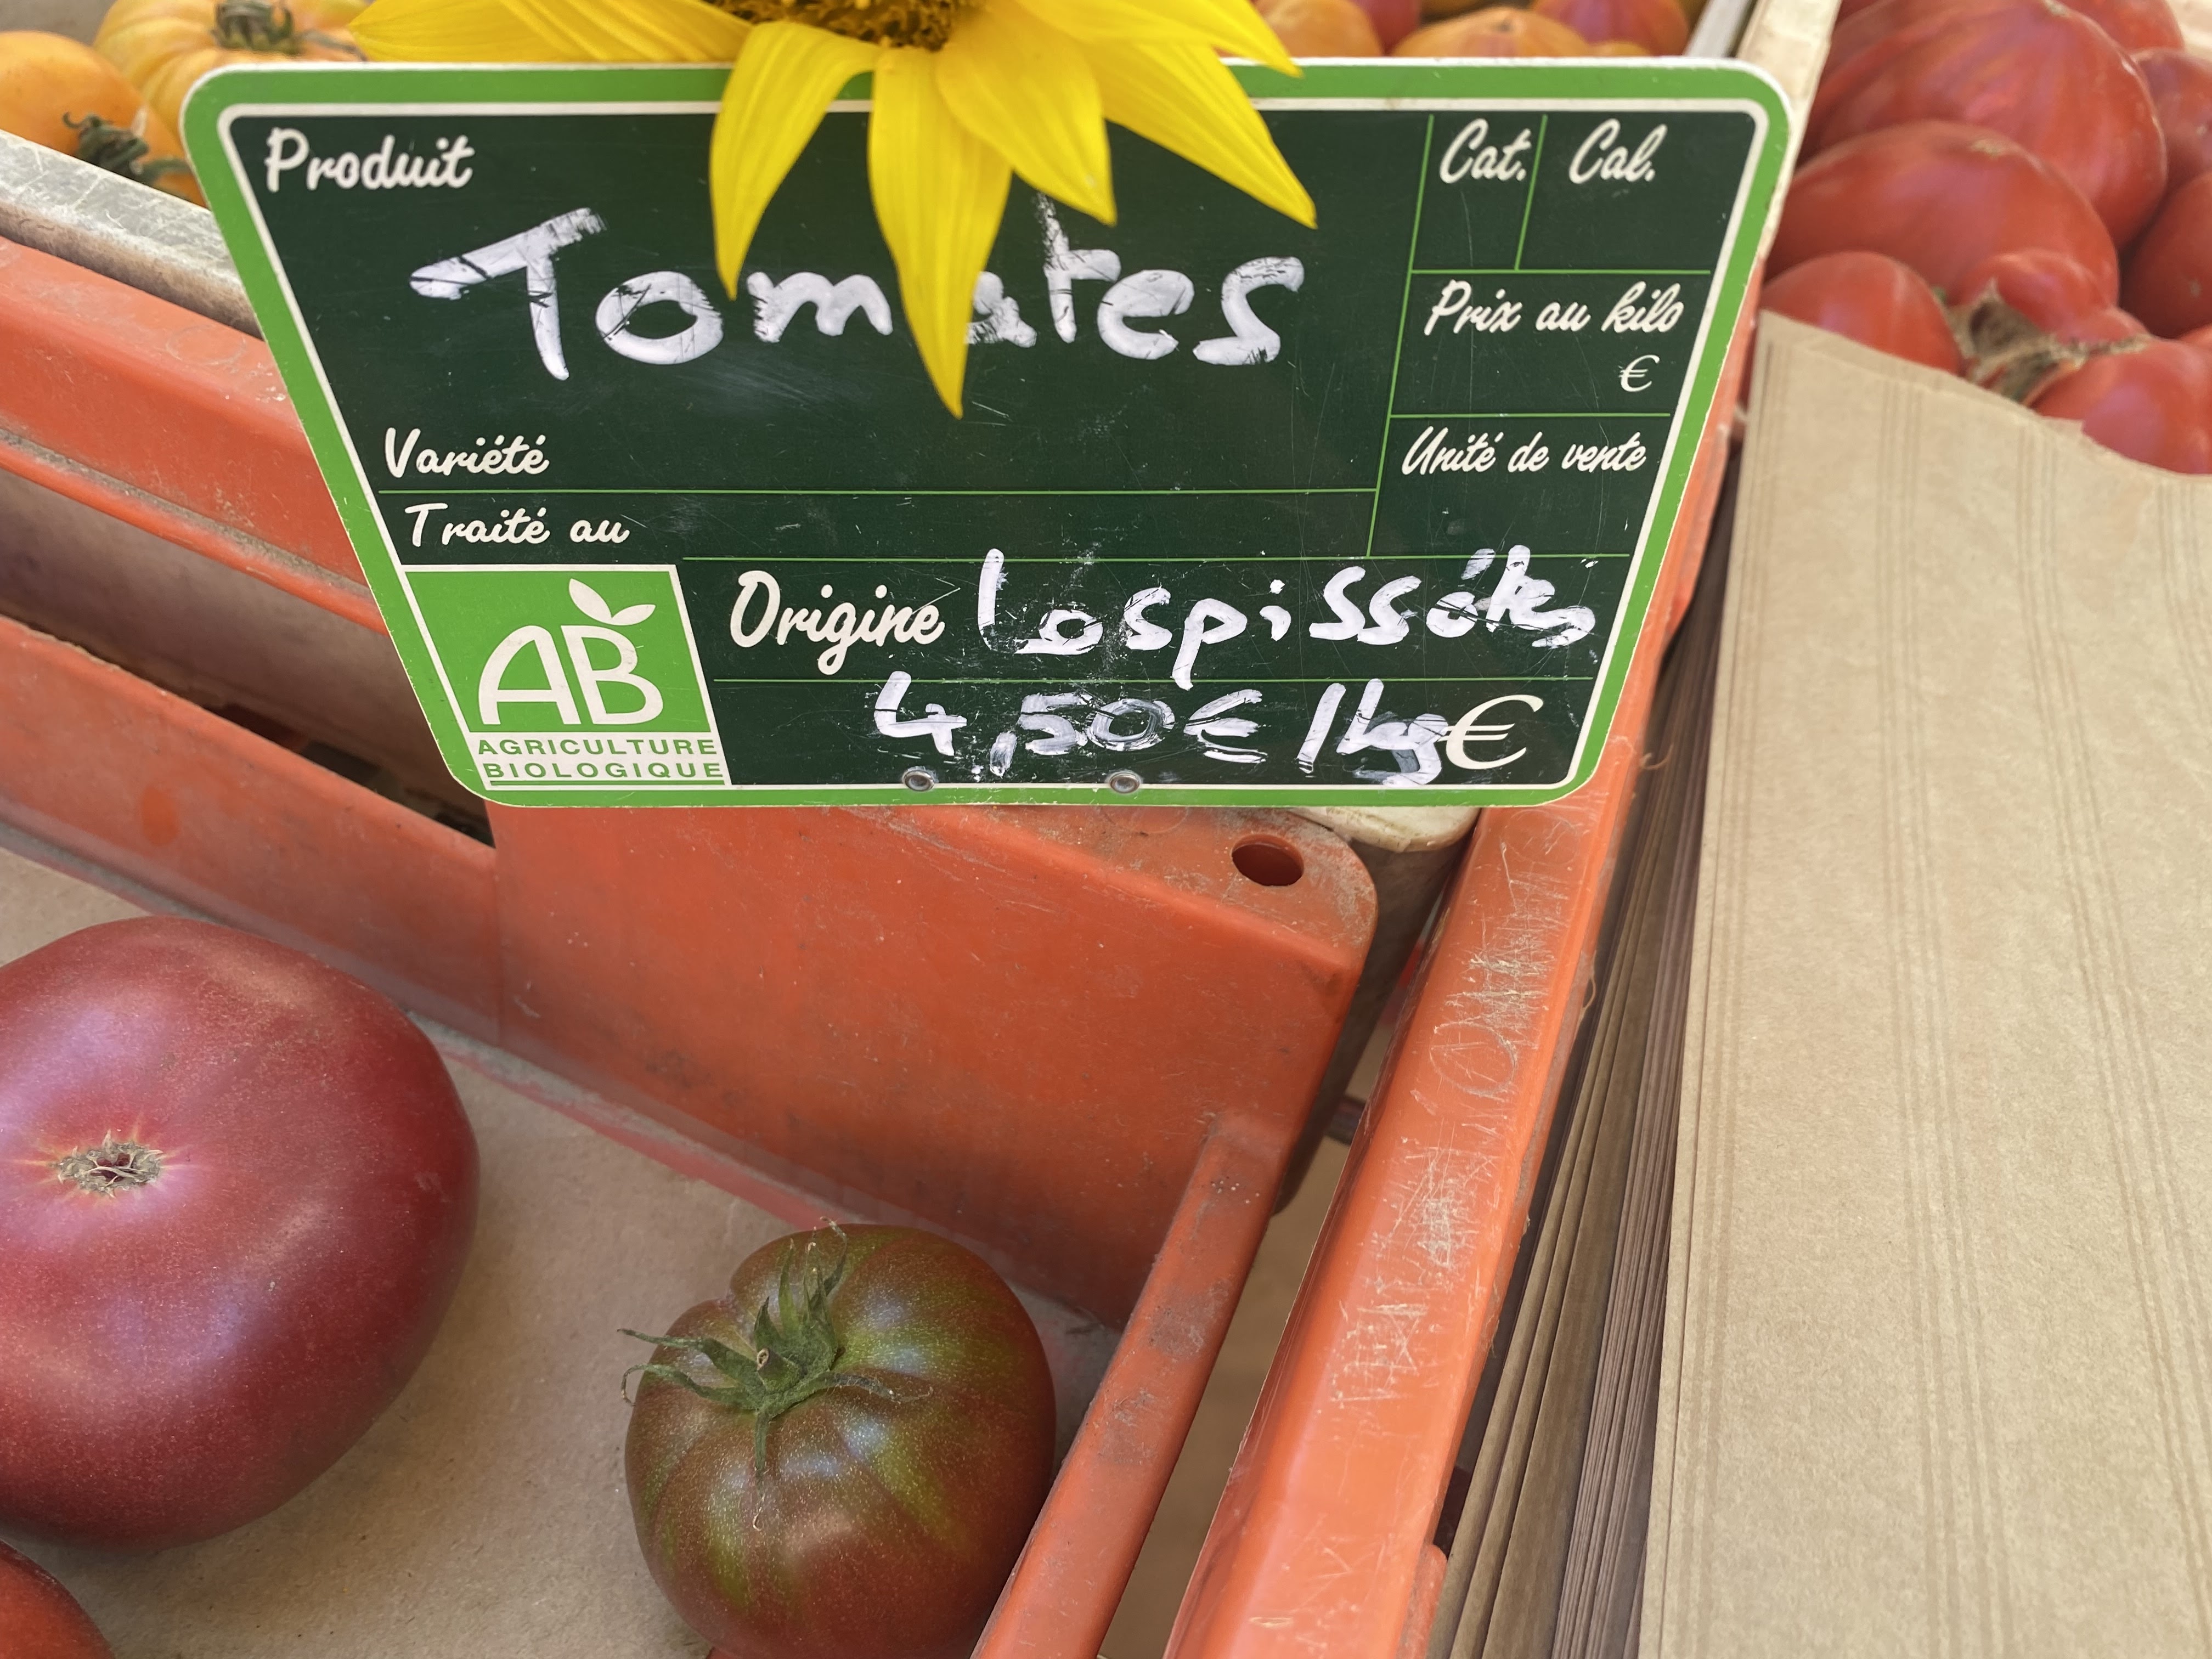 Produit
Cat.
Cal.
Tomates
Prix au kilo
€
Variété
Unité de vente
Traité au
Origine
4,50€/kg €
AB
AGRICULTURE
BIOLOGIQUE